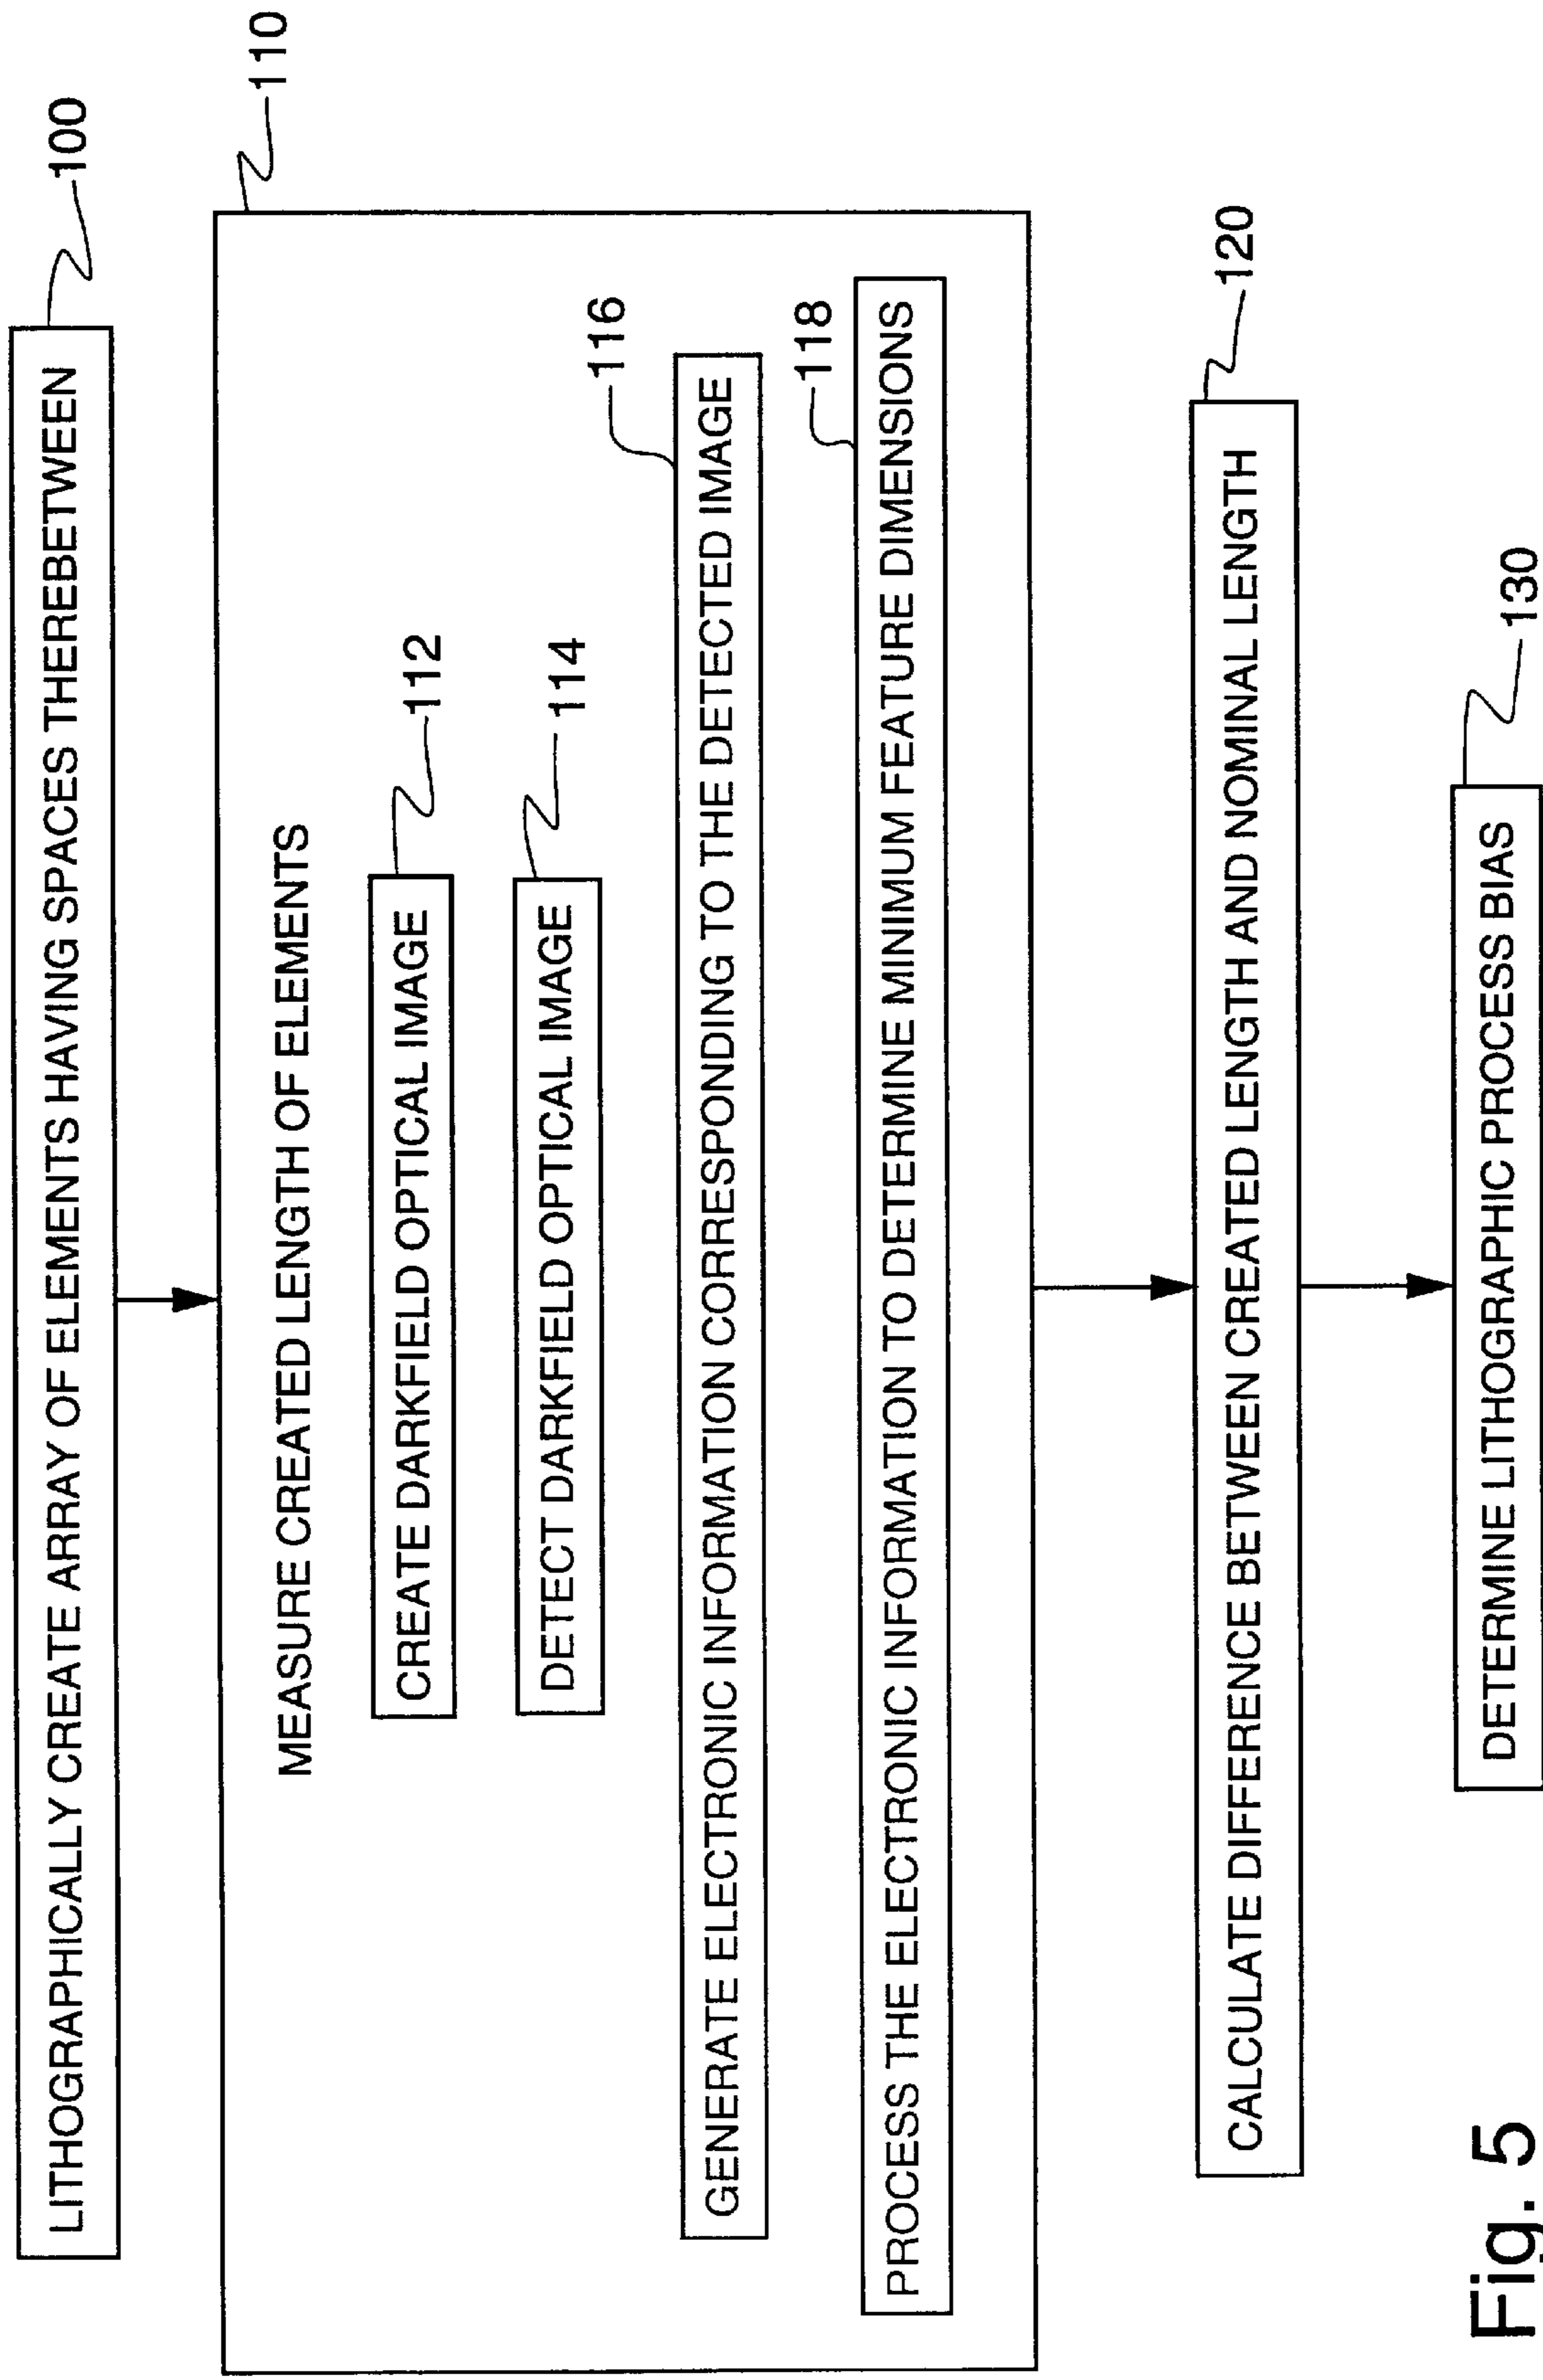 LITHOGRAPHICALLY CREATE ARRAY OF ELEMENTS HAVING SPACES THEREBETWEEN
100
110
MEASURE CREATED LENGTH OF ELEMENTS
CREATE DARKFIELD OPTICAL IMAGE
112
DETECT DARKFIELD OPTICAL IMAGE
114
GENERATE ELECTRONIC INFORMATION CORRESPONDING TO THE DETECTED IMAGE
116
PROCESS THE ELECTRONIC INFORMATION TO DETERMINE MINIMUM FEATURE DIMENSIONS
118
CALCULATE DIFFERENCE BETWEEN CREATED LENGTH AND NOMINAL LENGTH
120
DETERMINE LITHOGRAPHIC PROCESS BIAS
130
Fig. 5